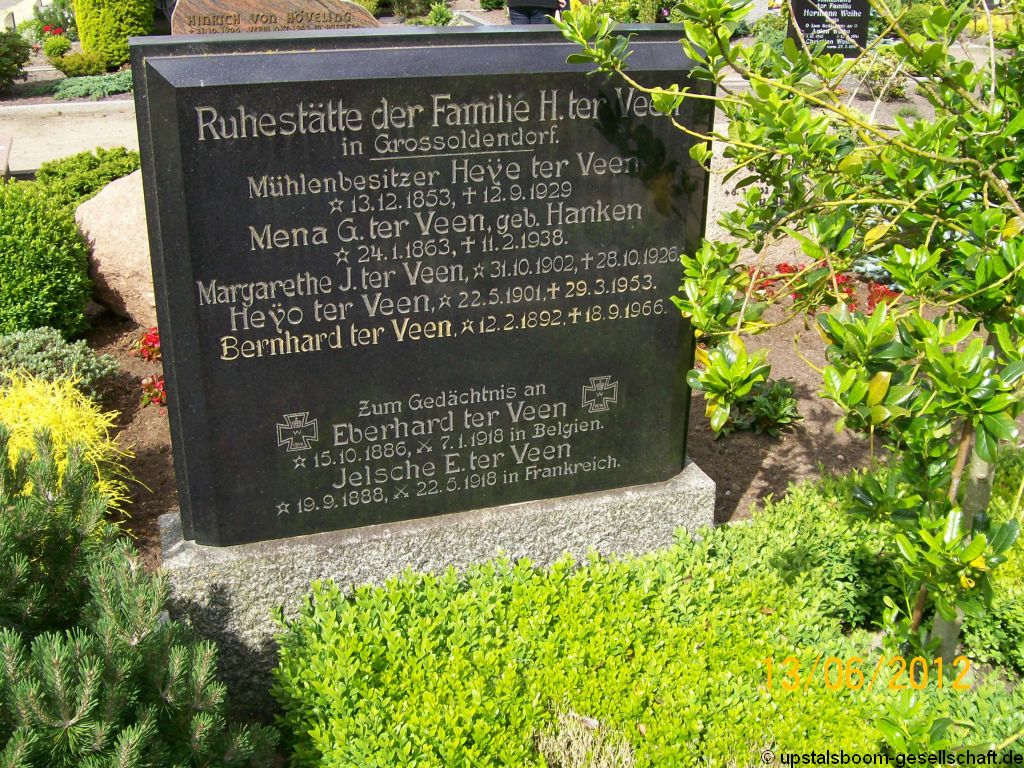 HINRICH VON HÖVELING
Hermann Weihe
Ruhestätte der Familie H. ter Veen
in Grossoldendorf.
Mühlenbesitzer Heÿe ter Veen
☆ 13.12.1853, ✝ 12.9.1929
Mena G. ter Veen, geb. Hanken
☆ 24.1.1863, ✝ 11.2.1938.
Margarethe J. ter Veen, ☆ 31.10.1902, ✝ 28.10.1926.
Heÿo ter Veen, ☆ 22.5.1901, ✝ 29.3.1953.
Bernhard ter Veen, ☆ 12.2.1892, ✝ 18.9.1966.
Zum Gedächtnis an
Eberhard ter Veen
☆ 15.10.1886, ⚔ 7.1.1918 in Belgien.
Jelsche E. ter Veen
☆ 19.9.1888, ⚔ 22.5.1918 in Frankreich.
13/06/2012
© upstalsboom-gesellschaft.de